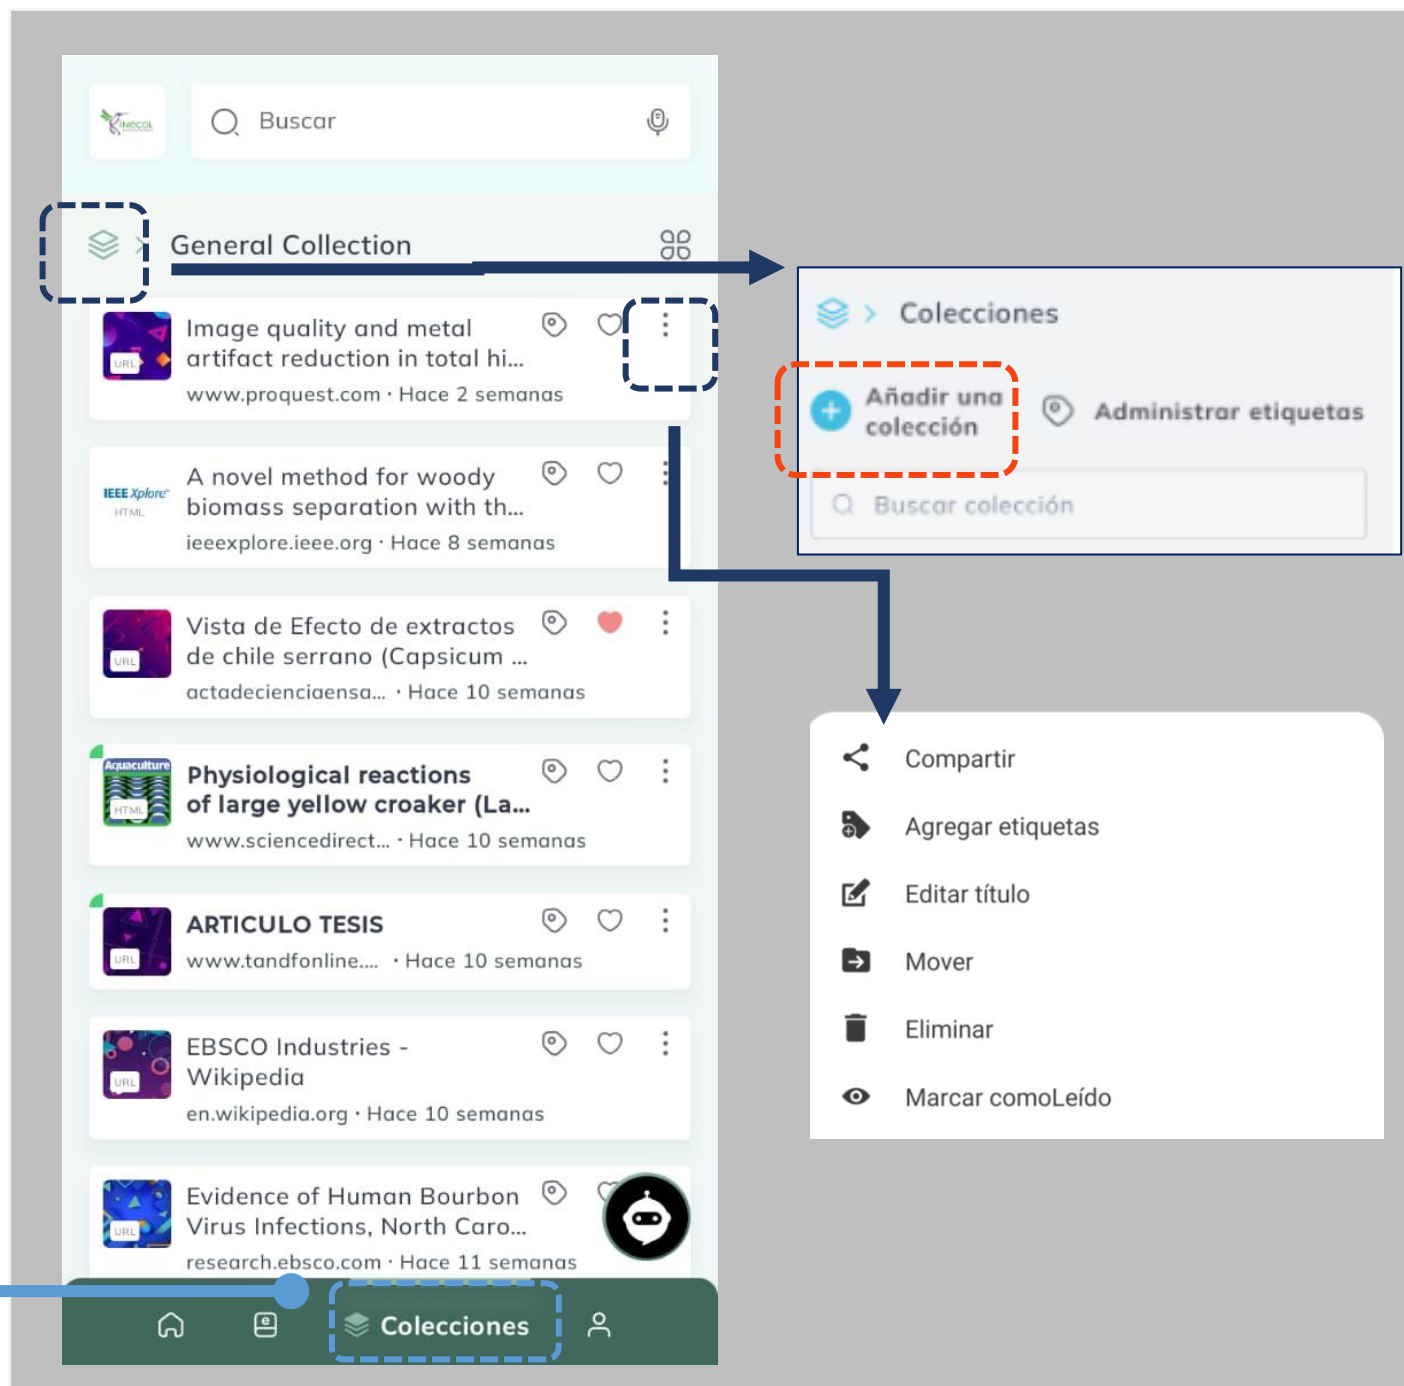 INECOL
Buscar
General Collection
URL
Image quality and metal
artifact reduction in total hi...
www.proquest.com · Hace 2 semanas
IEEE Xplore®
HTML
A novel method for woody
biomass separation with th...
ieeexplore.ieee.org · Hace 8 semanas
URL
Vista de Efecto de extractos
de chile serrano (Capsicum ...
actadecienciaensa... · Hace 10 semanas
Aquaculture
HTML
Physiological reactions
of large yellow croaker (La...
www.sciencedirect... · Hace 10 semanas
URL
ARTICULO TESIS
www.tandfonline.... · Hace 10 semanas
URL
EBSCO Industries -
Wikipedia
en.wikipedia.org · Hace 10 semanas
URL
Evidence of Human Bourbon
Virus Infections, North Caro...
research.ebsco.com · Hace 11 semanas
e
Colecciones
Colecciones
Añadir una
colección
Administrar etiquetas
Buscar colección
Compartir
Agregar etiquetas
Editar título
Mover
Eliminar
Marcar comoLeído